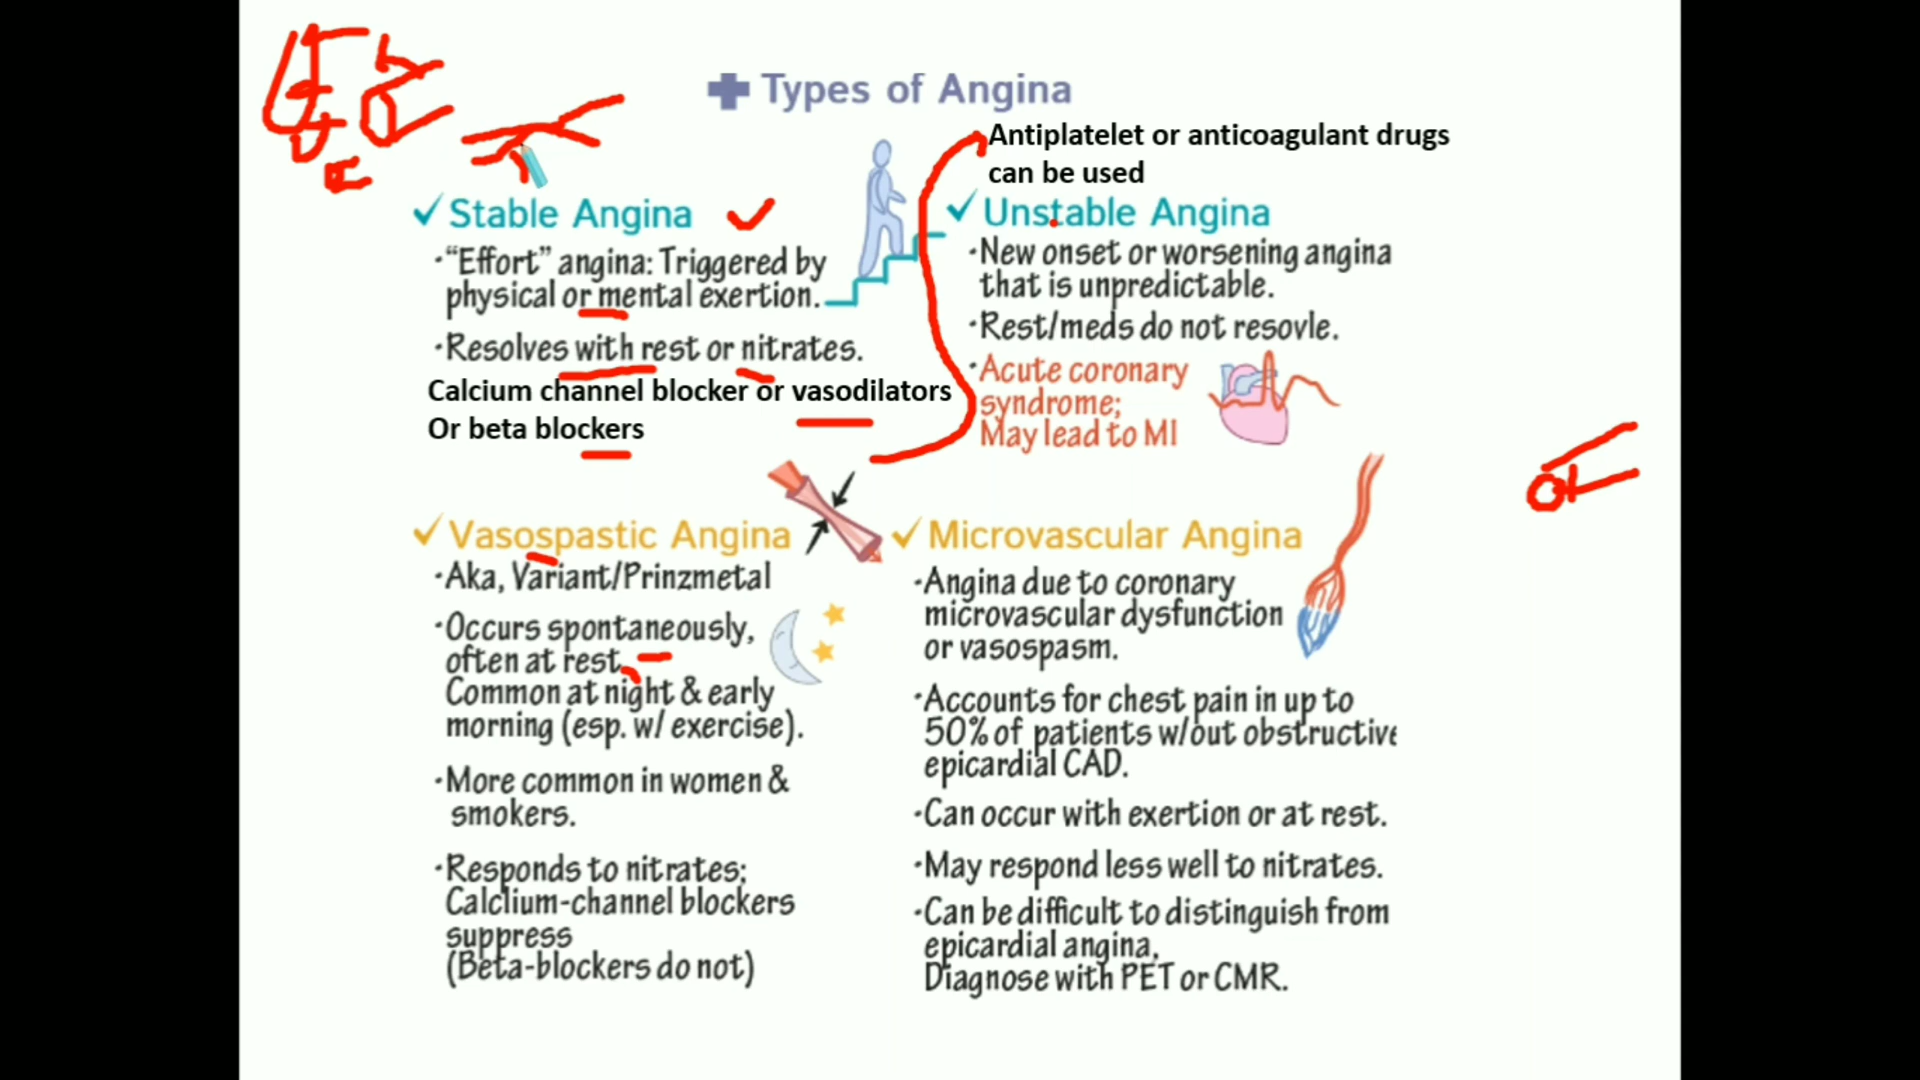 Types of Angina
Antiplatelet or anticoagulant drugs
can be used
Stable Angina
·"Effort" angina: Triggered by
physical or mental exertion.
·Resolves with rest or nitrates.
Calcium channel blocker or vasodilators
Or beta blockers
Unstable Angina
·New onset or worsening angina
that is unpredictable.
·Rest/meds do not resovle.
·Acute coronary
syndrome;
May lead to MI
Vasospastic Angina
·Aka, Variant/Prinzmetal
·Occurs spontaneously,
often at rest.
Common at night & early
morning (esp. w/ exercise).
·More common in women &
smokers.
·Responds to nitrates;
Calclium-channel blockers
suppress
(Beta-blockers do not)
Microvascular Angina
·Angina due to coronary
microvascular dysfunction
or vasospasm.
·Accounts for chest pain in up to
50% of patients w/out obstructive
epicardial CAD.
·Can occur with exertion or at rest.
·May respond less well to nitrates.
·Can be difficult to distinguish from
epicardial angina,
Diagnose with PET or CMR.